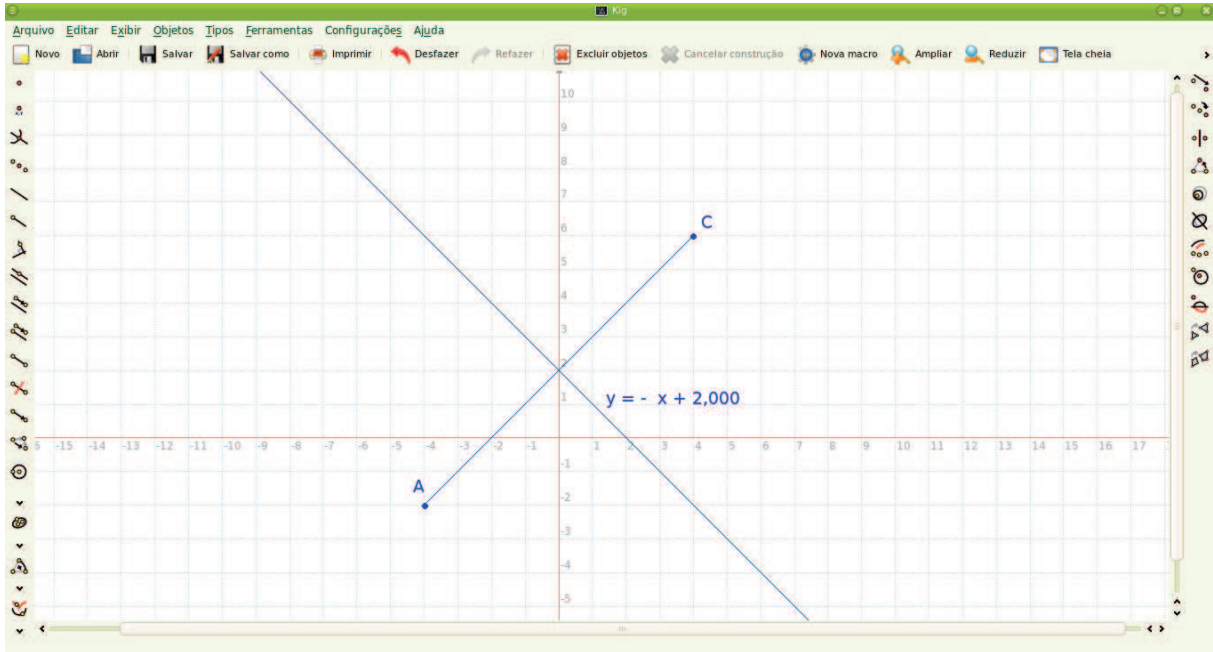 Kig
Arquivo Editar Exibir Objetos Tipos Ferramentas Configurações Ajuda
Novo Abrir Salvar Salvar como Imprimir Desfazer Refazer Excluir objetos Cancelar construção Nova macro Ampliar Reduzir Tela cheia
10
9
8
7
C
6
5
4
3
2
y = - x + 2,000
1
-15 -14 -13 -12 -11 -10 -9 -8 -7 -6 -5 -4 -3 -2 -1 1 2 3 4 5 6 7 8 9 10 11 12 13 14 15 16 17
-1
A
-2
-3
-4
-5